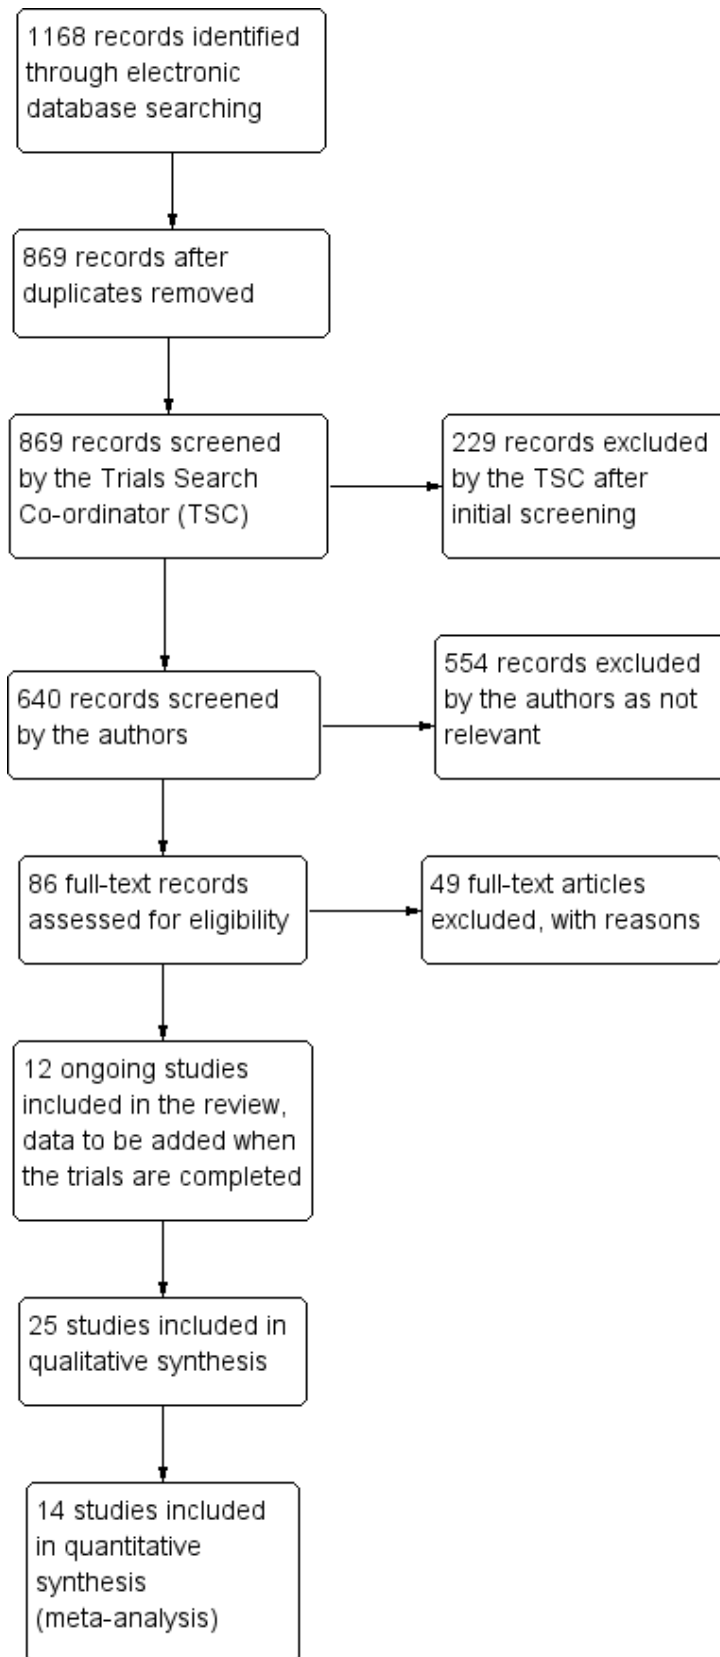 1168 records identified
through electronic
database searching
869 records after
duplicates removed
869 records screened
by the Trials Search
Co-ordinator (TSC)
229 records excluded
by the TSC after
initial screening
640 records screened
by the authors
554 records excluded
by the authors as not
relevant
86 full-text records
assessed for eligibility
49 full-text articles
excluded, with reasons
12 ongoing studies
included in the review,
data to be added when
the trials are completed
25 studies included in
qualitative synthesis
14 studies included
in quantitative
synthesis
(meta-analysis)